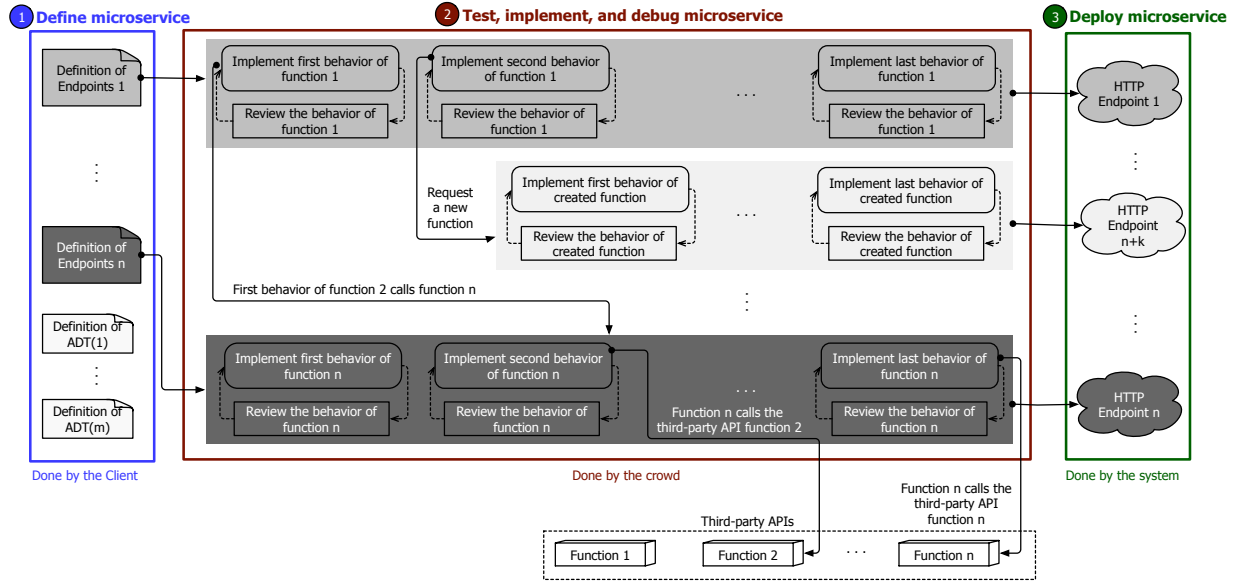 1 Define microservice
Definition of
Endpoints 1
⋮
Definition of
Endpoints n
Definition of
ADT(1)
⋮
Definition of
ADT(m)
Done by the Client
2 Test, implement, and debug microservice
Implement first behavior of
function 1
Review the behavior of
function 1
Implement second behavior
of function 1
Review the behavior of
function 1
...
Implement last behavior of
function 1
Review the behavior of
function 1
Request
a new
function
Implement first behavior of
created function
Review the behavior of
created function
...
Implement last behavior of
created function
Review the behavior of
created function
First behavior of function 2 calls function n
⋮
Implement first behavior of
function n
Review the behavior of
function n
Implement second behavior
of function n
Review the behavior of
function n
...
Function n calls the
third-party API function 2
Implement last behavior of
function n
Review the behavior of
function n
Done by the crowd
3 Deploy microservice
HTTP
Endpoint 1
⋮
HTTP
Endpoint
n+k
⋮
HTTP
Endpoint n
Done by the system
Function n calls the
third-party API
function n
Third-party APIs
Function 1
Function 2
...
Function n